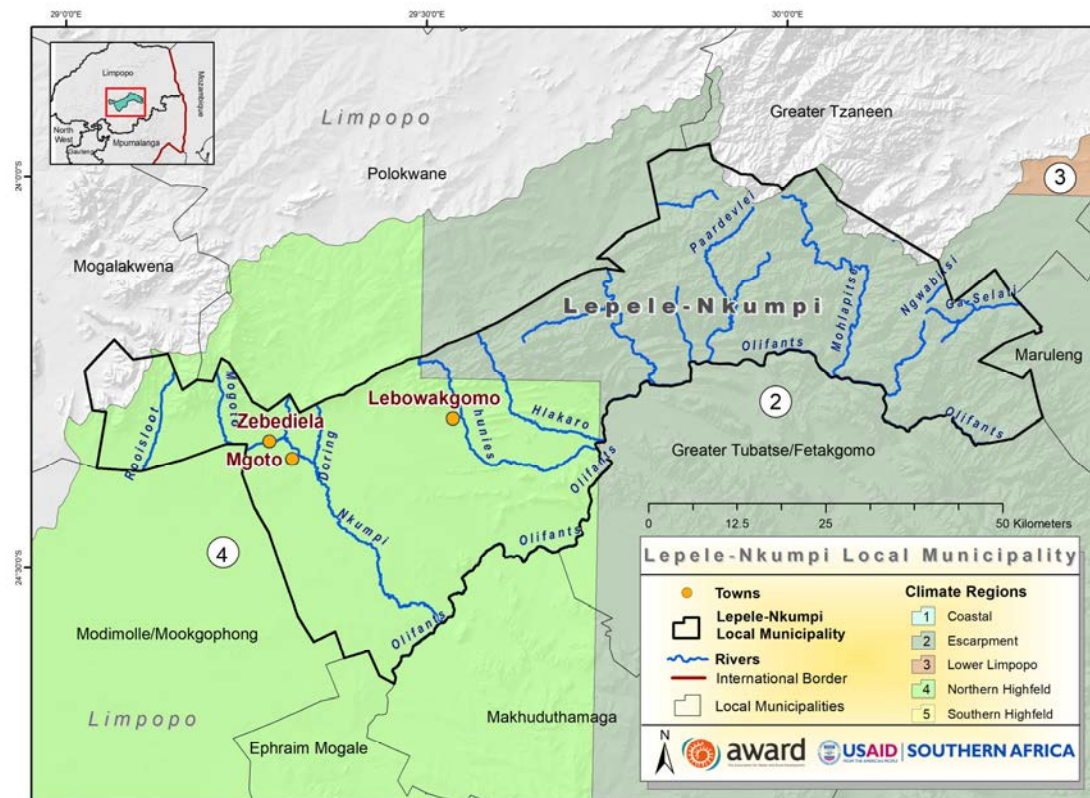 29°0'0"E
29°30'0"E
30°0'0"E
Limpopo
Mozambique
North
West
Gauteng
Mpumalanga
Limpopo
Greater Tzaneen
24°0'0"S
Polokwane
3
Mogalakwena
Paardevlei
Ngwabitsi
Ga-Selati
Lepele-Nkumpi
Mohlapitse
Olifants
Maruleng
Rooisloot
Mogoto
Zebediela
Lebowakgomo
hunies
Hlakaro
2
Olifants
Mgoto
Doring
Greater Tubatse/Fetakgomo
Olifants
Nkumpi
Olifants
0 12.5 25 50 Kilometers
4
24°30'0"S
Lepele-Nkumpi Local Municipality
Towns
Lepele-Nkumpi
Local Municipality
Rivers
International Border
Local Municipalities
Climate Regions
1 Coastal
2 Escarpment
3 Lower Limpopo
4 Northern Highfeld
5 Southern Highfeld
Modimolle/Mookgophong
Olifants
Limpopo
Makhuduthamaga
Ephraim Mogale
N
award
USAID SOUTHERN AFRICA
FROM THE AMERICAN PEOPLE